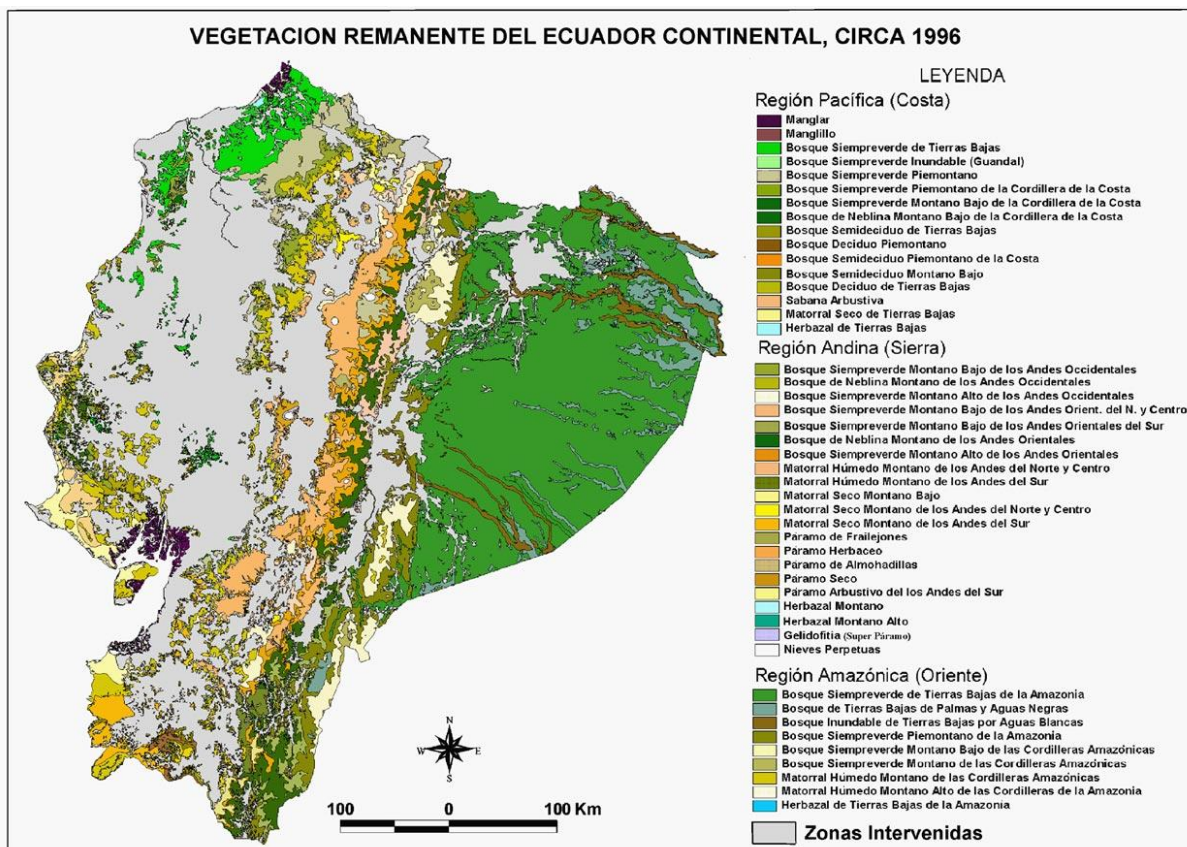 VEGETACION REMANENTE DEL ECUADOR CONTINENTAL, CIRCA 1996
LEYENDA
Región Pacífica (Costa)
Manglar
Manglillo
Bosque Siempreverde de Tierras Bajas
Bosque Siempreverde Inundable (Guandal)
Bosque Siempreverde Piemontano
Bosque Siempreverde Piemontano de la Cordillera de la Costa
Bosque Siempreverde Montano Bajo de la Cordillera de la Costa
Bosque de Neblina Montano Bajo de la Cordillera de la Costa
Bosque Semideciduo de Tierras Bajas
Bosque Deciduo Piemontano
Bosque Semideciduo Piemontano de la Costa
Bosque Semideciduo Montano Bajo
Bosque Deciduo de Tierras Bajas
Sabana Arbustiva
Matorral Seco de Tierras Bajas
Herbazal de Tierras Bajas
Región Andina (Sierra)
Bosque Siempreverde Montano Bajo de los Andes Occidentales
Bosque de Neblina Montano de los Andes Occidentales
Bosque Siempreverde Montano Alto de los Andes Occidentales
Bosque Siempreverde Montano Bajo de los Andes Orient. del N. y Centro
Bosque Siempreverde Montano Bajo de los Andes Orientales del Sur
Bosque de Neblina Montano de los Andes Orientales
Bosque Siempreverde Montano Alto de los Andes Orientales
Matorral Húmedo Montano de los Andes del Norte y Centro
Matorral Húmedo Montano de los Andes del Sur
Matorral Seco Montano Bajo
Matorral Seco Montano de los Andes del Norte y Centro
Matorral Seco Montano de los Andes del Sur
Páramo de Frailejones
Páramo Herbaceo
Páramo de Almohadillas
Páramo Seco
Páramo Arbustivo del los Andes del Sur
Herbazal Montano
Herbazal Montano Alto
Gelidofitia (Super Páramo)
Nieves Perpetuas
Región Amazónica (Oriente)
Bosque Siempreverde de Tierras Bajas de la Amazonia
Bosque de Tierras Bajas de Palmas y Aguas Negras
Bosque Inundable de Tierras Bajas por Aguas Blancas
Bosque Siempreverde Piemontano de la Amazonia
Bosque Siempreverde Montano Bajo de las Cordilleras Amazónicas
Bosque Siempreverde Montano de las Cordilleras Amazónicas
Matorral Húmedo Montano de las Cordilleras Amazónicas
Matorral Húmedo Montano Alto de las Cordilleras de la Amazonia
Herbazal de Tierras Bajas de la Amazonia
Zonas Intervenidas
N
W E
S
100 0 100 Km